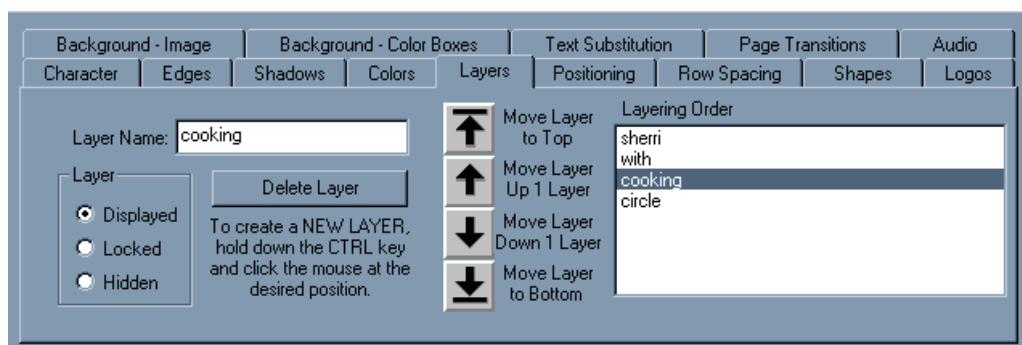 Background - Image
Background - Color Boxes
Text Substitution
Page Transitions
Audio
Character
Edges
Shadows
Colors
Layers
Positioning
Row Spacing
Shapes
Logos
Layer Name: cooking
Layer
Displayed
Locked
Hidden
Delete Layer
To create a NEW LAYER,
hold down the CTRL key
and click the mouse at the
desired position.
Move Layer
to Top
Move Layer
Up 1 Layer
Move Layer
Down 1 Layer
Move Layer
to Bottom
Layering Order
sherri
with
cooking
circle